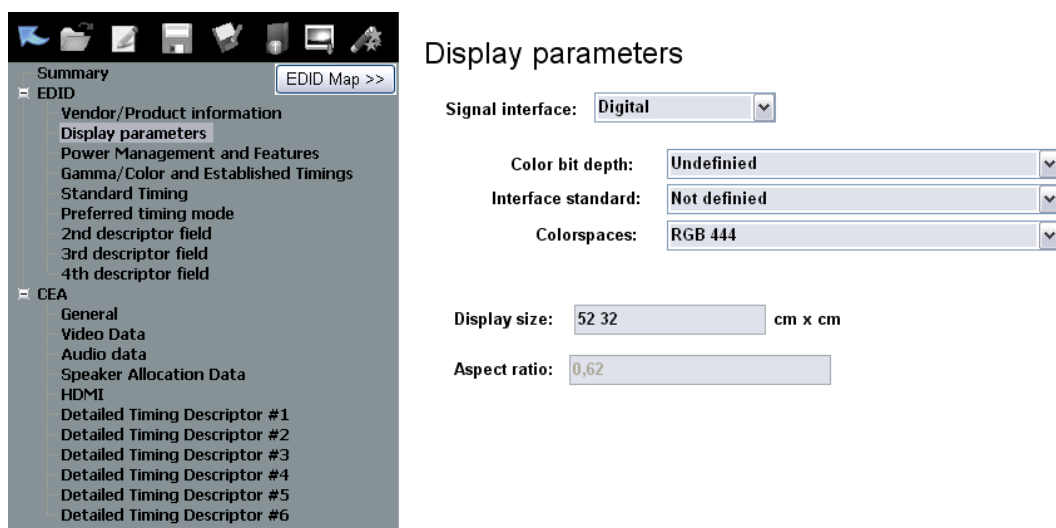 Summary
EDID Map >>
EDID
Vendor/Product information
Display parameters
Power Management and Features
Gamma/Color and Established Timings
Standard Timing
Preferred timing mode
2nd descriptor field
3rd descriptor field
4th descriptor field
CEA
General
Video Data
Audio data
Speaker Allocation Data
HDMI
Detailed Timing Descriptor #1
Detailed Timing Descriptor #2
Detailed Timing Descriptor #3
Detailed Timing Descriptor #4
Detailed Timing Descriptor #5
Detailed Timing Descriptor #6
Display parameters
Signal interface: Digital
Color bit depth: Undefinied
Interface standard: Not definied
Colorspaces: RGB 444
Display size: 52 32 cm x cm
Aspect ratio: 0,62